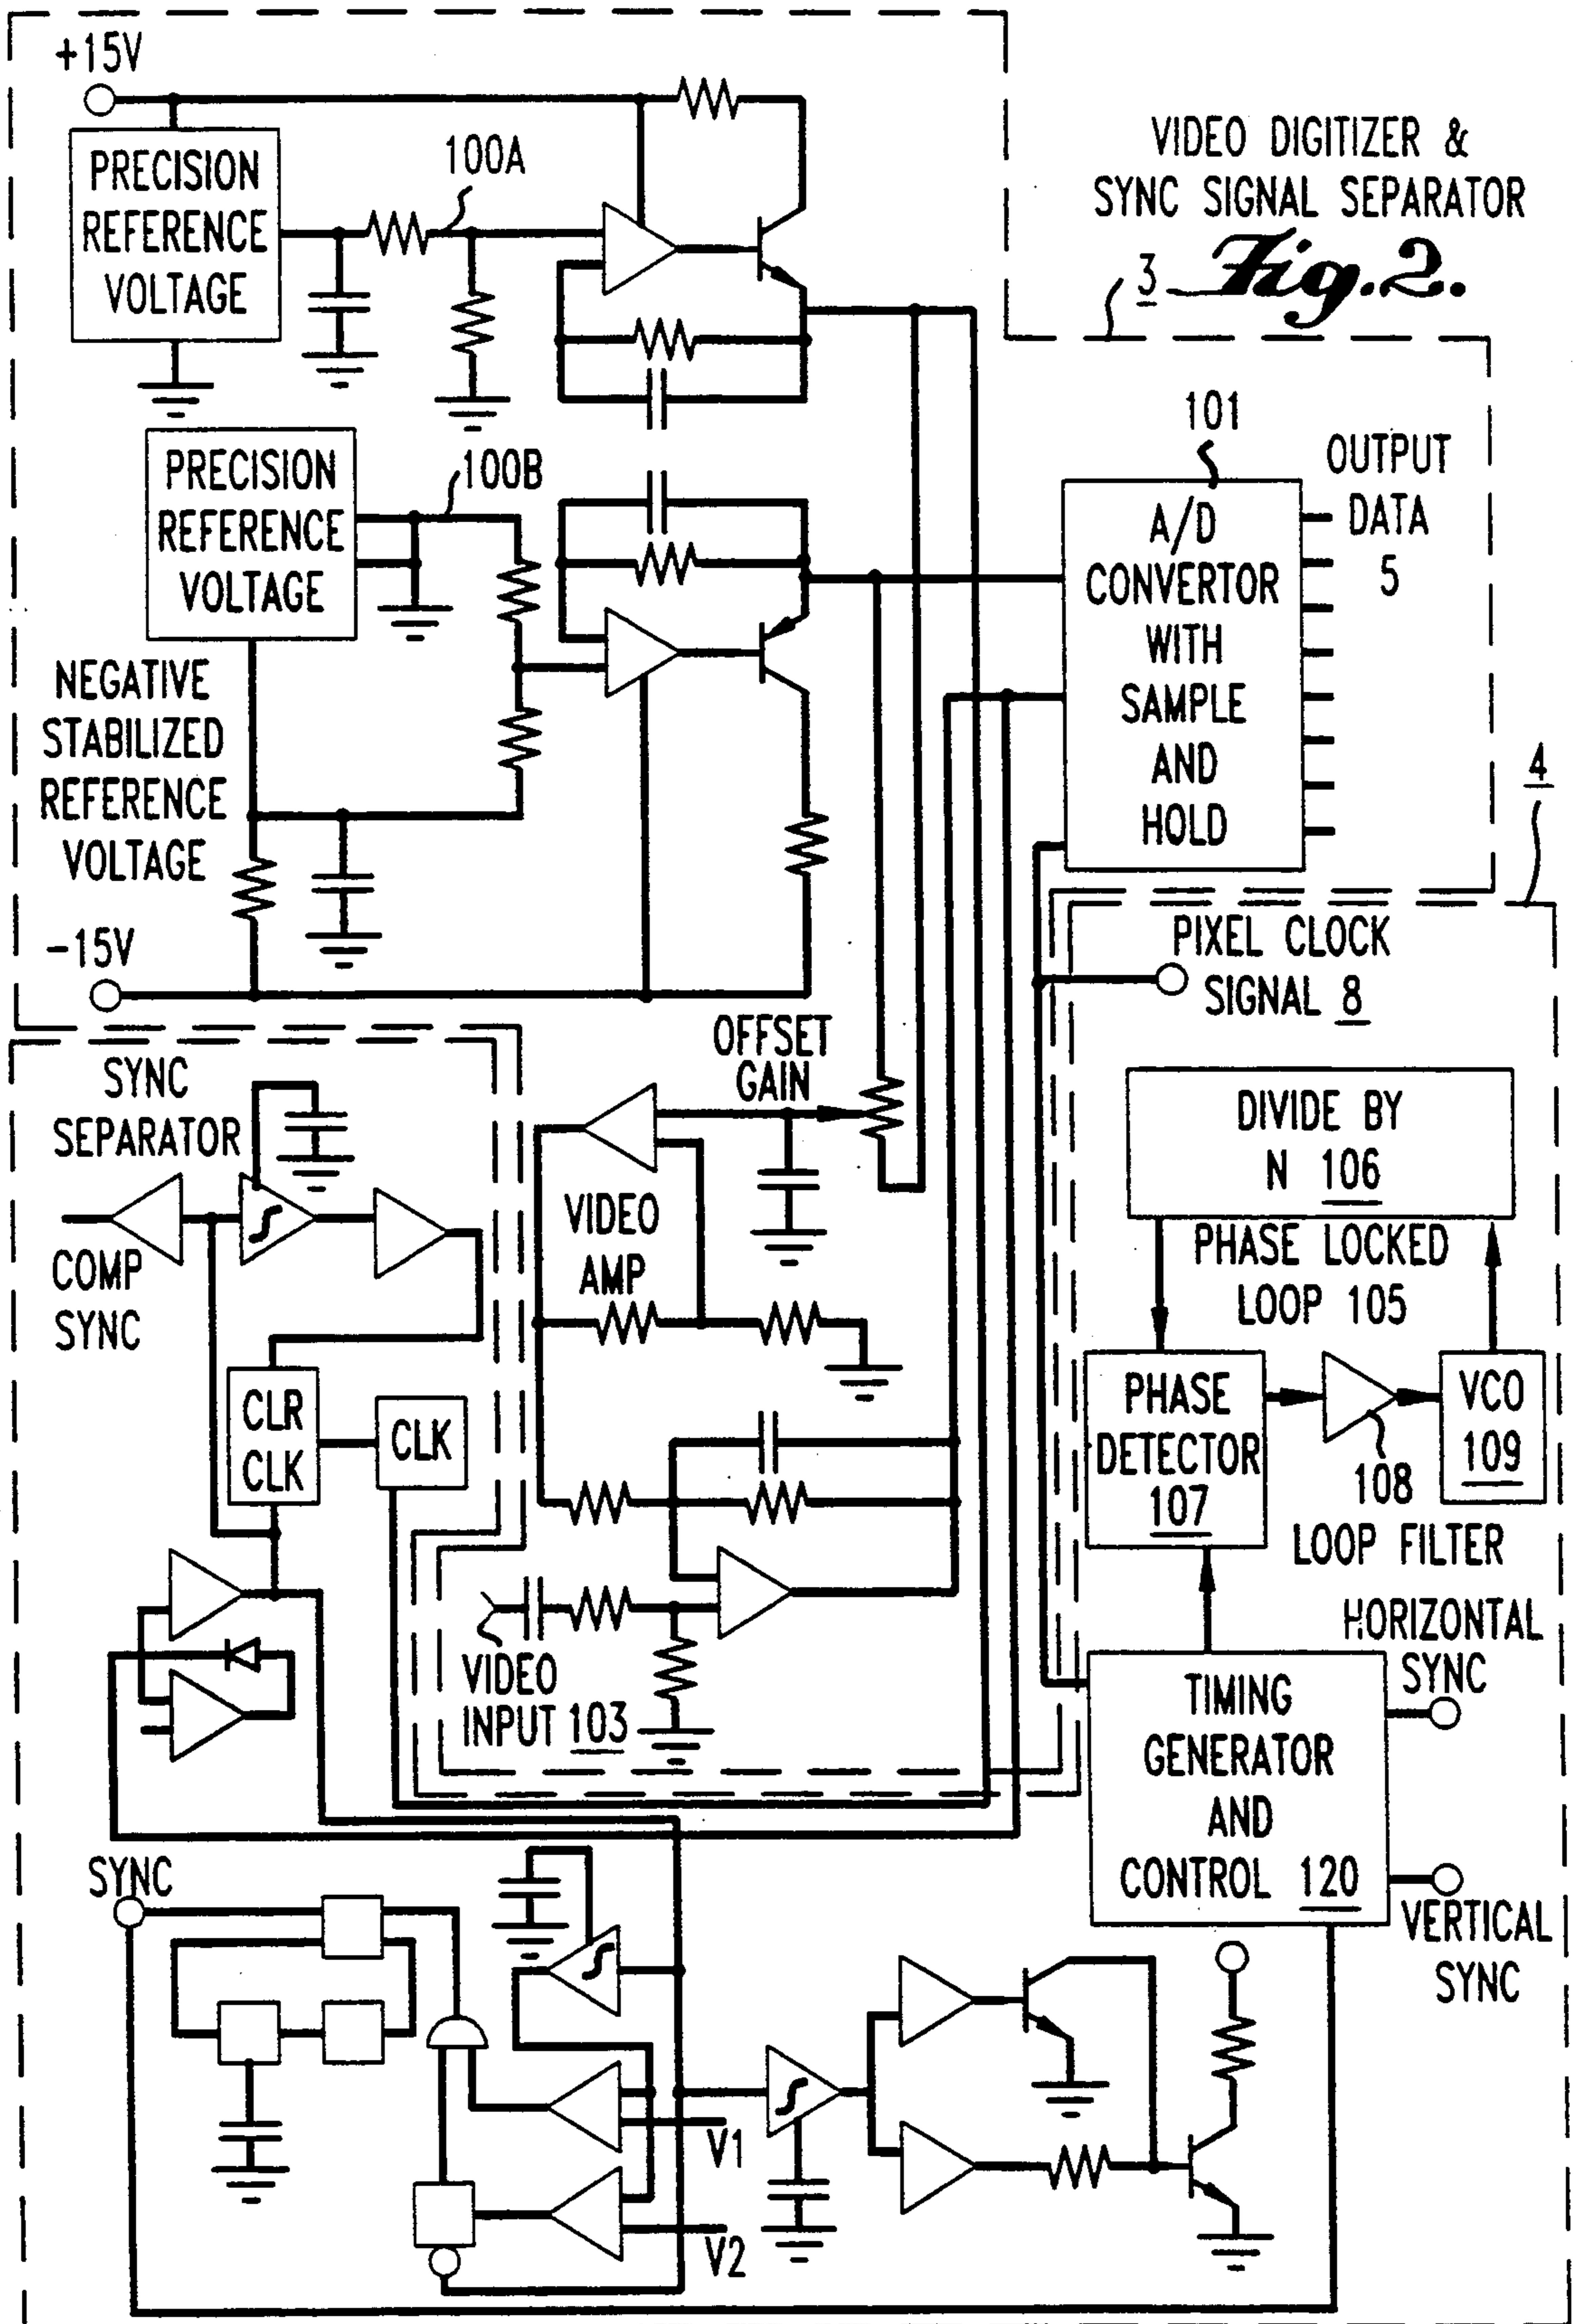 +15V
PRECISION
REFERENCE
VOLTAGE
100A
VIDEO DIGITIZER &
SYNC SIGNAL SEPARATOR
3
Fig. 2.
PRECISION
REFERENCE
VOLTAGE
100B
101
A/D
CONVERTOR
WITH
SAMPLE
AND
HOLD
OUTPUT
DATA
5
NEGATIVE
STABILIZED
REFERENCE
VOLTAGE
-15V
4
PIXEL CLOCK
SIGNAL 8
OFFSET
GAIN
SYNC
SEPARATOR
COMP
SYNC
VIDEO
AMP
DIVIDE BY
N 106
PHASE LOCKED
LOOP 105
CLR
CLK
CLK
PHASE
DETECTOR
107
108
LOOP FILTER
VCO
109
VIDEO
INPUT 103
HORIZONTAL
SYNC
TIMING
GENERATOR
AND
CONTROL 120
VERTICAL
SYNC
SYNC
V1
V2